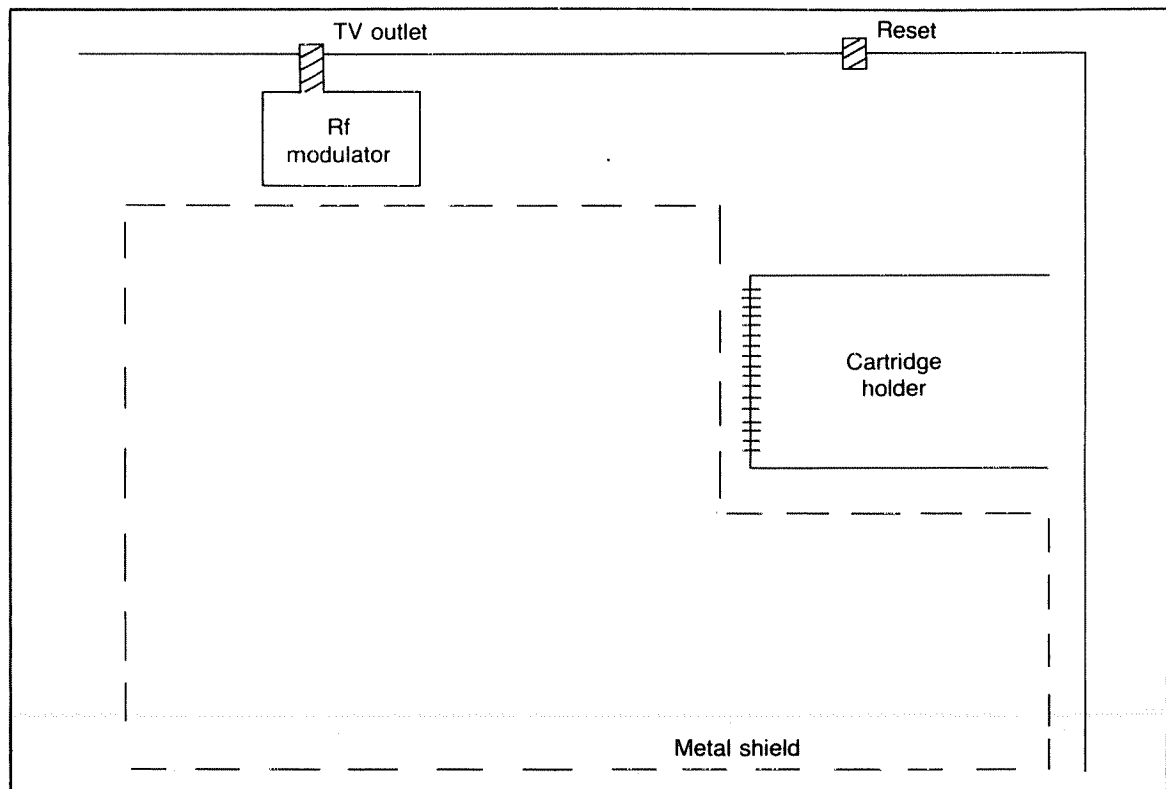 TV outlet
Reset
Rf
modulator
Cartridge
holder
Metal shield